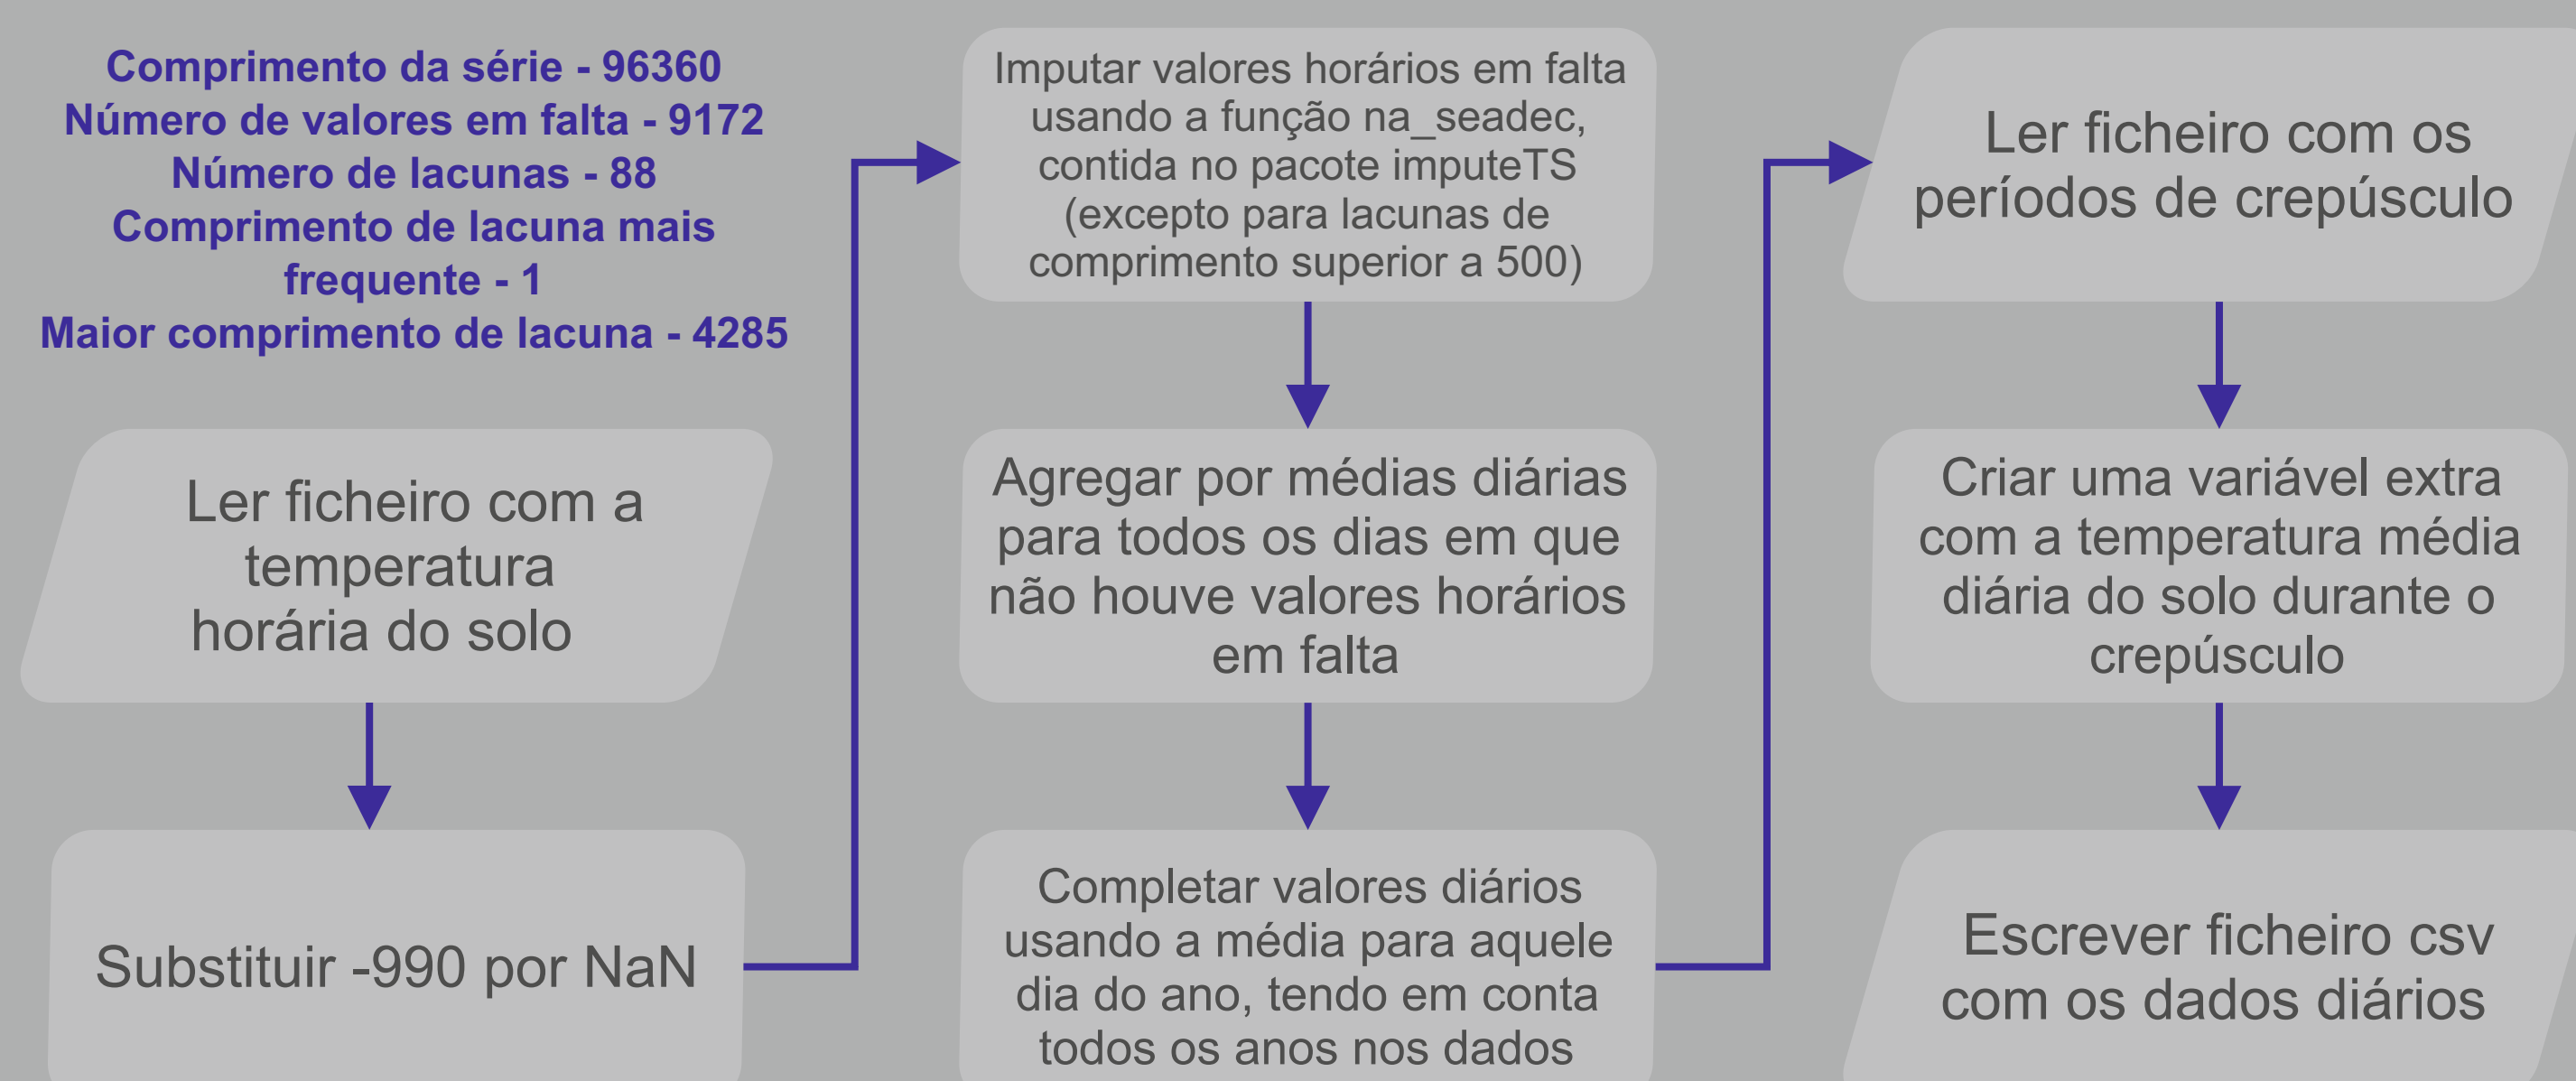 Comprimento da série - 96360
Número de valores em falta - 9172
Número de lacunas - 88
Comprimento de lacuna mais
frequente - 1
Maior comprimento de lacuna - 4285
Ler ficheiro com a
temperatura
horária do solo
Substituir -990 por NaN
Imputar valores horários em falta
usando a função na_seadec,
contida no pacote imputeTS
(excepto para lacunas de
comprimento superior a 500)
Agregar por médias diárias
para todos os dias em que
não houve valores horários
em falta
Completar valores diários
usando a média para aquele
dia do ano, tendo em conta
todos os anos nos dados
Ler ficheiro com os
períodos de crepúsculo
Criar uma variável extra
com a temperatura média
diária do solo durante o
crepúsculo
Escrever ficheiro csv
com os dados diários